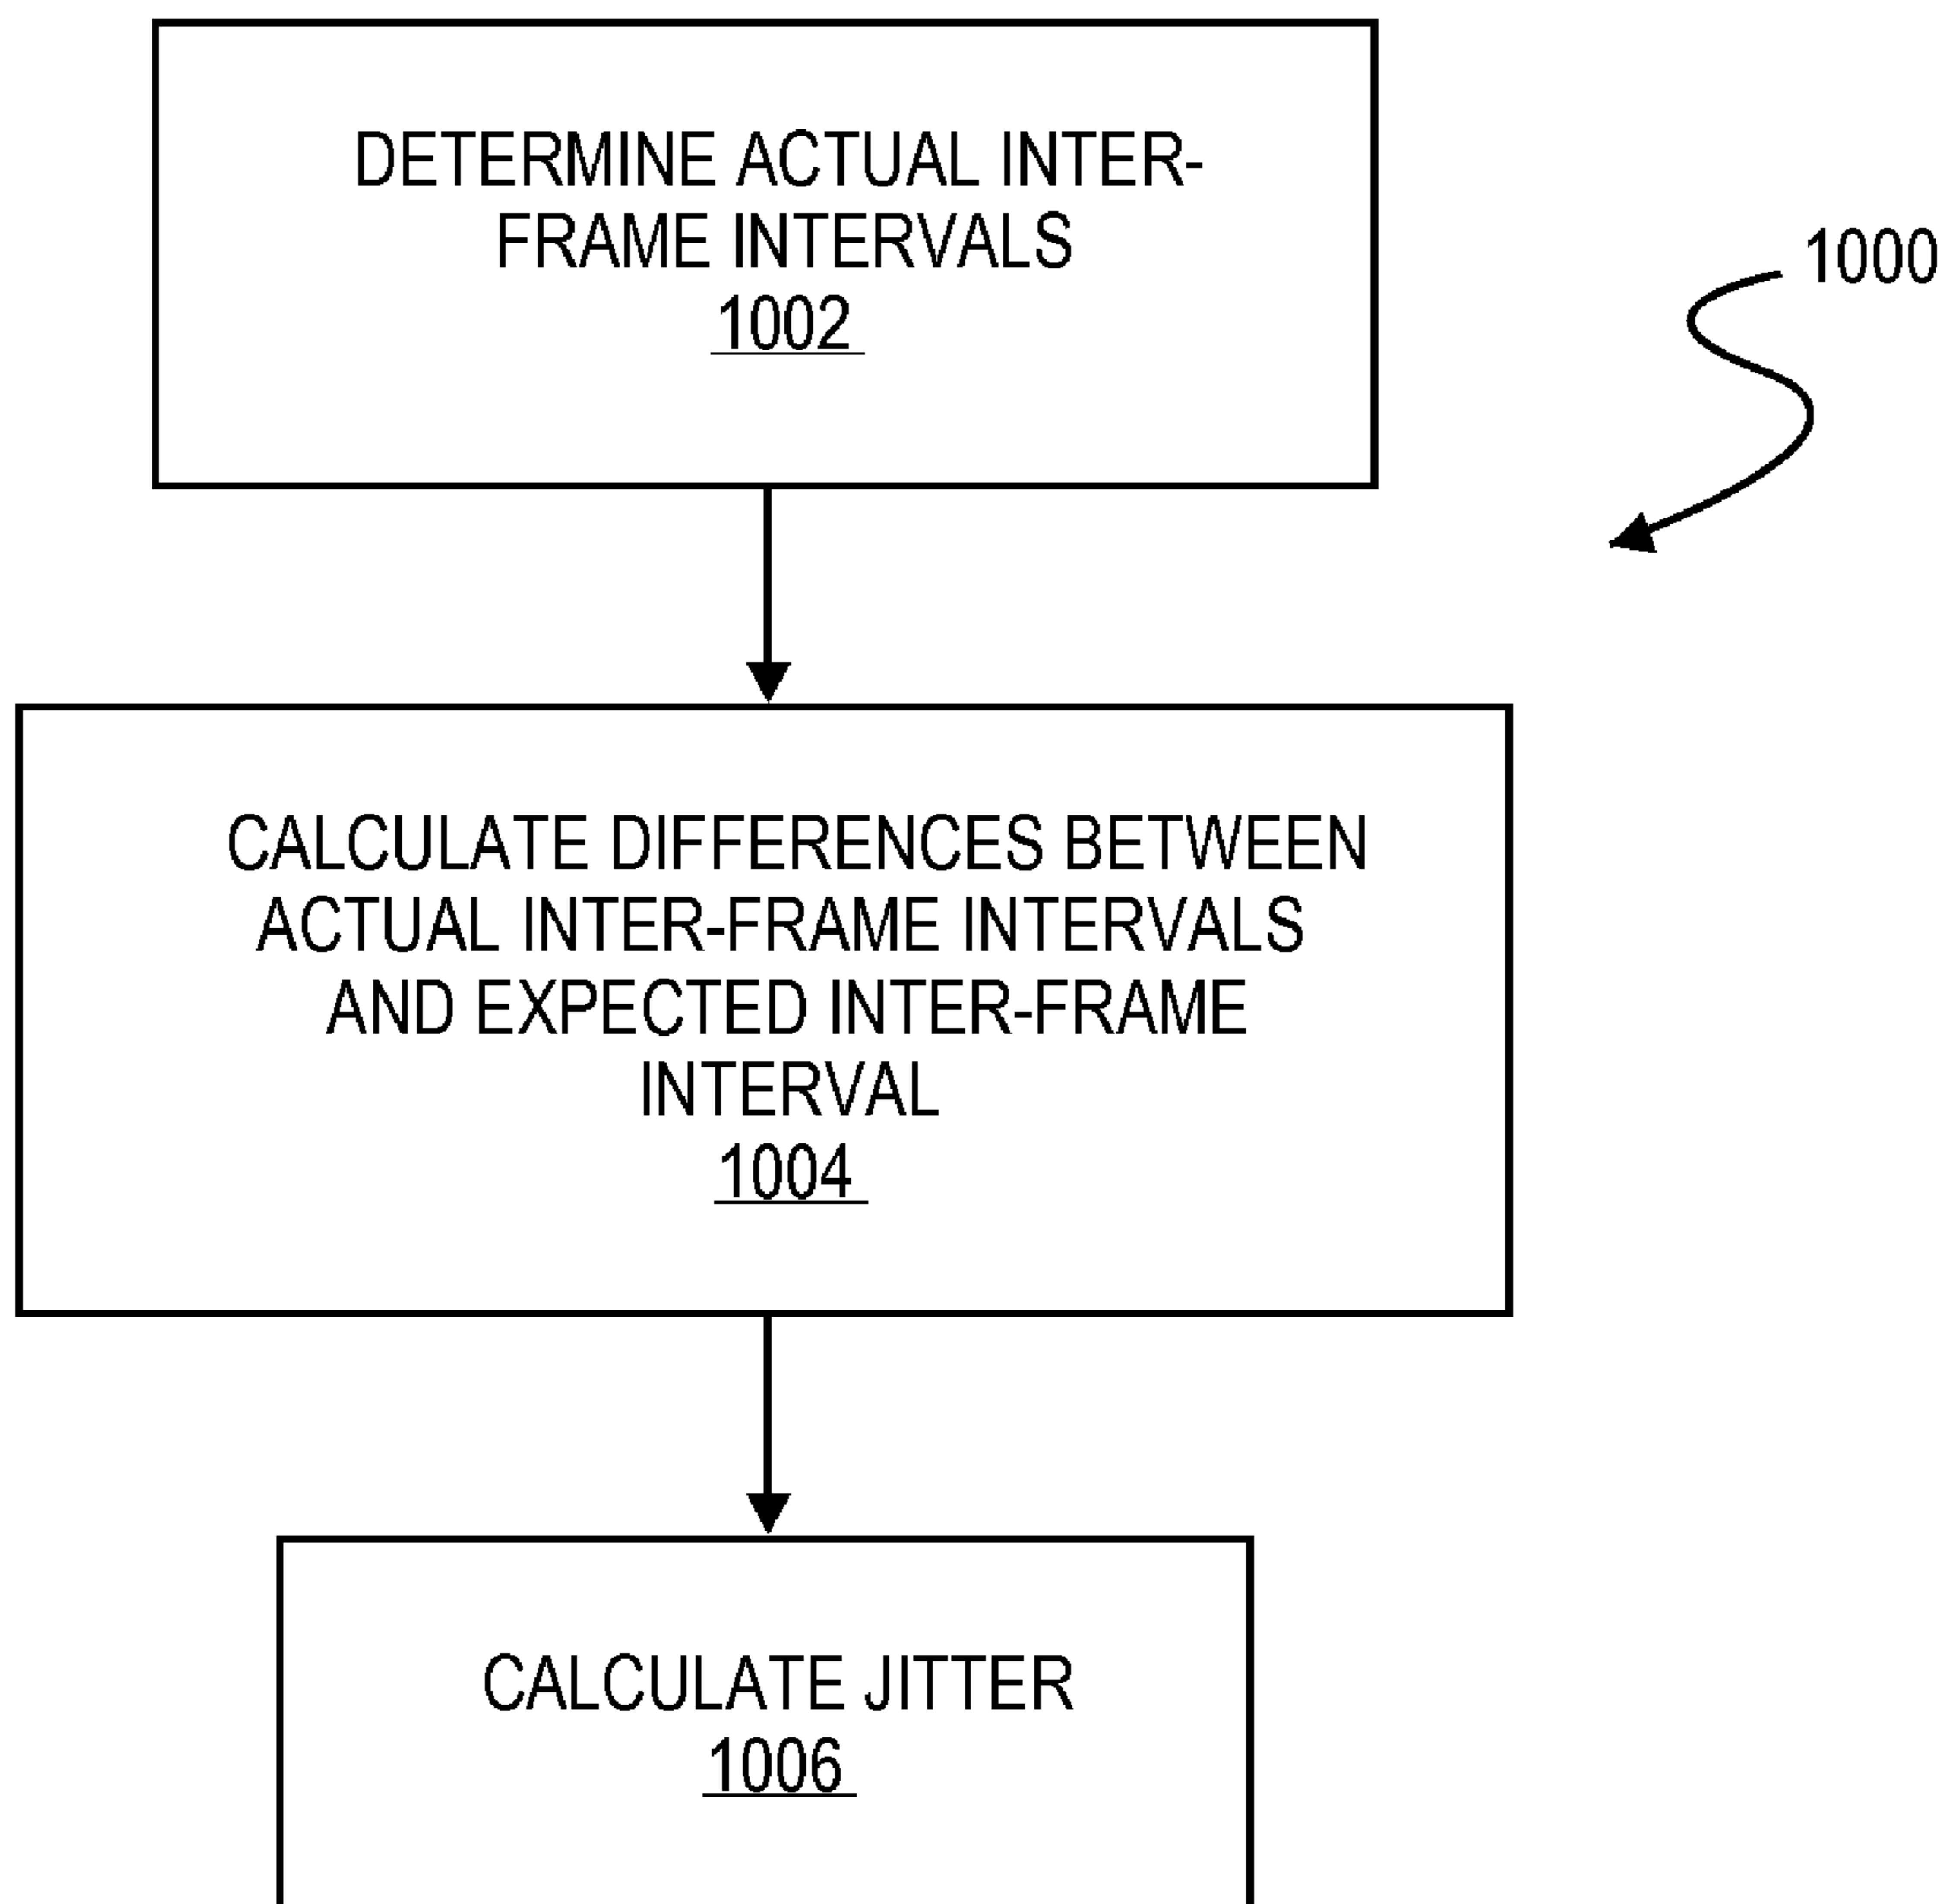 DETERMINE ACTUAL INTER-
FRAME INTERVALS
1002
1000
CALCULATE DIFFERENCES BETWEEN
ACTUAL INTER-FRAME INTERVALS
AND EXPECTED INTER-FRAME
INTERVAL
1004
CALCULATE JITTER
1006